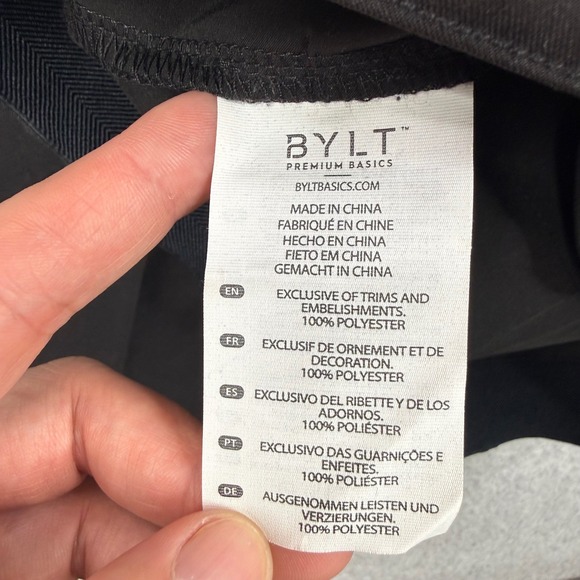 BYLT™
PREMIUM BASICS
BYLTBASICS.COM
MADE IN CHINA
FABRIQUÉ EN CHINE
HECHO EN CHINA
FIETO EM CHINA
GEMACHT IN CHINA
EN EXCLUSIVE OF TRIMS AND
EMBELISHMENTS.
100% POLYESTER
FR EXCLUSIF DE ORNEMENT ET DE
DECORATION.
100% POLYESTER
ES EXCLUSIVO DEL RIBETTE Y DE LOS
ADORNOS.
100% POLIÉSTER
PT EXCLUSIVO DAS GUARNIÇÕES E
ENFEITES.
100% POLIÉSTER
DE AUSGENOMMEN LEISTEN UND
VERZIERUNGEN.
100% POLYESTER